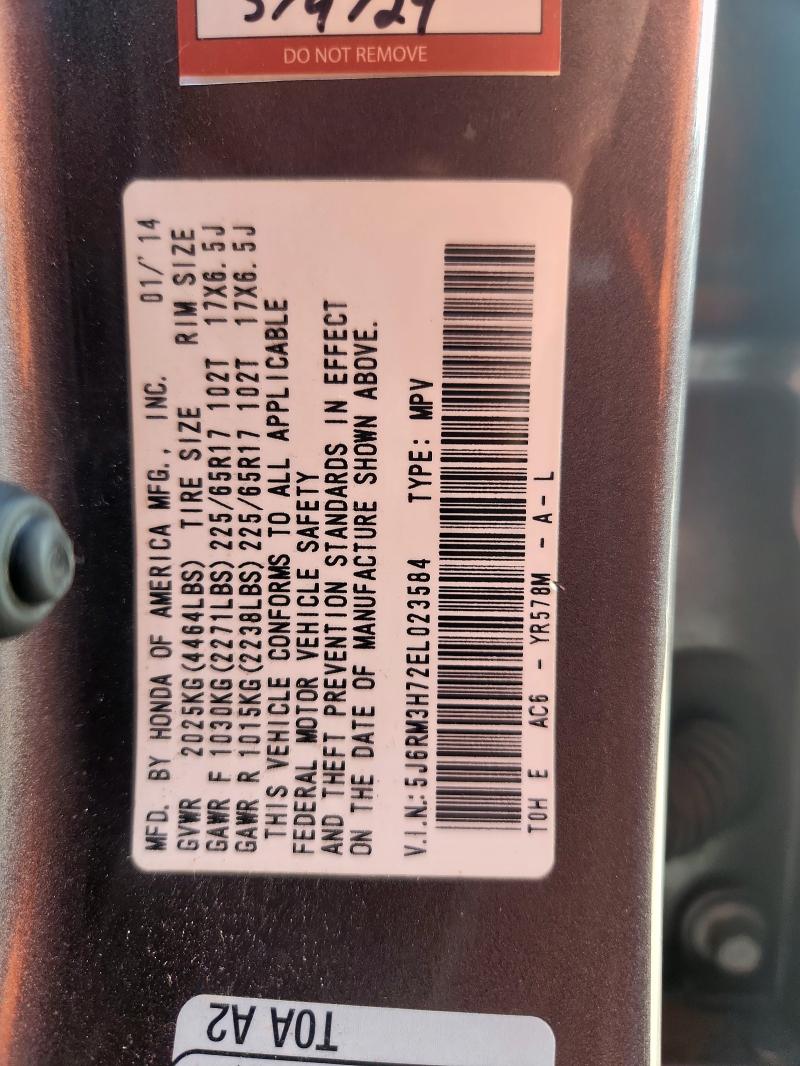 5/9/24
DO NOT REMOVE
MFD. BY HONDA OF AMERICA MFG., INC. 01/'14
GVWR 2025KG(4464LBS) TIRE SIZE RIM SIZE
GAWR F 1030KG(2271LBS) 225/65R17 102T 17X6.5J
GAWR R 1015KG(2238LBS) 225/65R17 102T 17X6.5J
THIS VEHICLE CONFORMS TO ALL APPLICABLE
FEDERAL MOTOR VEHICLE SAFETY
AND THEFT PREVENTION STANDARDS IN EFFECT
ON THE DATE OF MANUFACTURE SHOWN ABOVE.
V.I.N.: 5J6RM3H72EL023584 TYPE: MPV
T0H E AC6 - YR578M - A - L
T0A A2